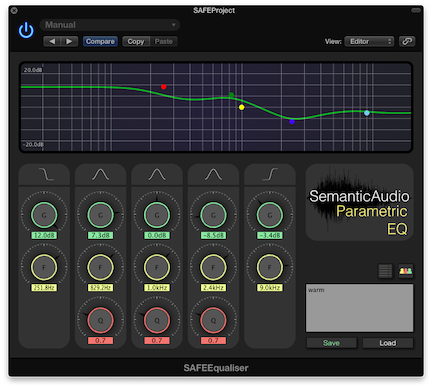 SAFEProject
Manual
Compare Copy Paste View: Editor
20.0dB
-20.0dB
G G G G G
12.0dB 7.3dB 0.0dB -8.5dB -3.4dB
F F F F F
251.8Hz 829.2Hz 1.0kHz 2.4kHz 9.0kHz
Q Q Q
0.7 0.7 0.7
SemanticAudio
Parametric
EQ
warm
Save Load
SAFEEqualiser